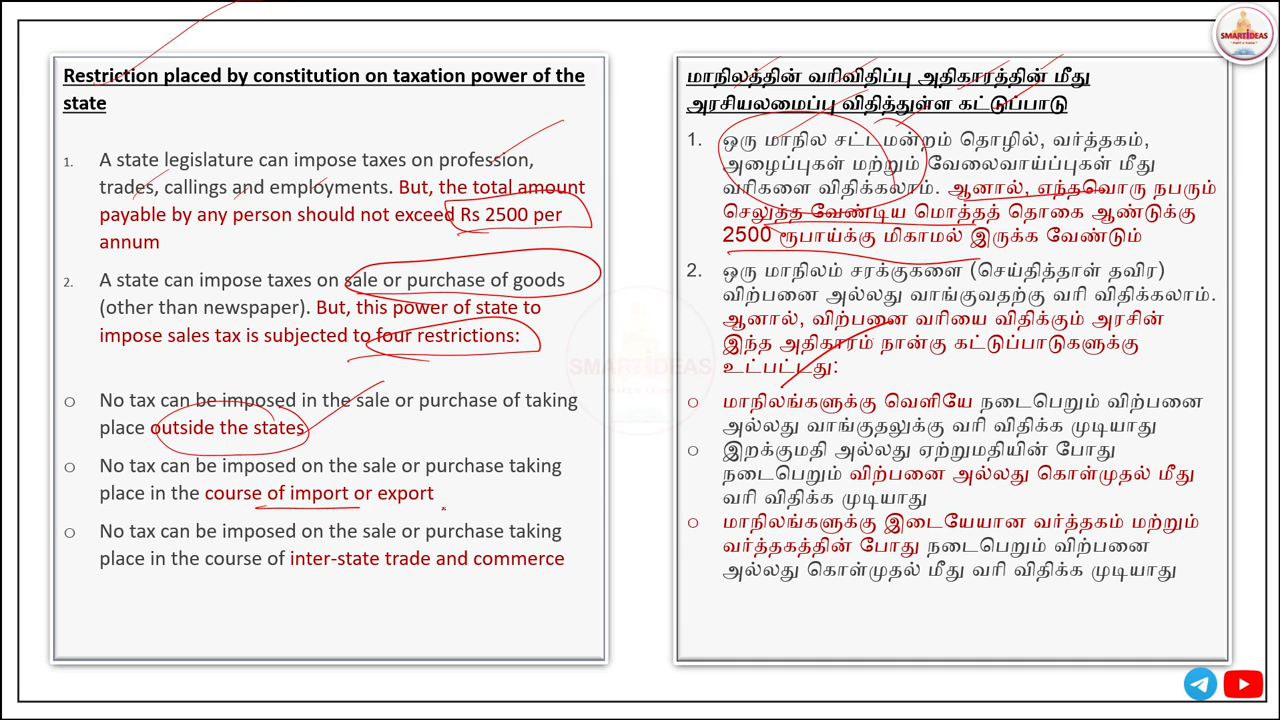 SMARTIDEAS
Restriction placed by constitution on taxation power of the
state
1. A state legislature can impose taxes on profession,
trades, callings and employments. But, the total amount
payable by any person should not exceed Rs 2500 per
annum
2. A state can impose taxes on sale or purchase of goods
(other than newspaper). But, this power of state to
impose sales tax is subjected to four restrictions:
o No tax can be imposed in the sale or purchase of taking
place outside the states
o No tax can be imposed on the sale or purchase taking
place in the course of import or export
o No tax can be imposed on the sale or purchase taking
place in the course of inter-state trade and commerce
மாநிலத்தின் வரிவிதிப்பு அதிகாரத்தின் மீது
அரசியலமைப்பு விதித்துள்ள கட்டுப்பாடு
1. ஒரு மாநில சட்டமன்றம் தொழில், வர்த்தகம்,
அழைப்புகள் மற்றும் வேலைவாய்ப்புகள் மீது
வரிகளை விதிக்கலாம். ஆனால், எந்தவொரு நபரும்
செலுத்த வேண்டிய மொத்தத் தொகை ஆண்டுக்கு
2500 ரூபாய்க்கு மிகாமல் இருக்க வேண்டும்
2. ஒரு மாநிலம் சரக்குகளை (செய்தித்தாள் தவிர)
விற்பனை அல்லது வாங்குவதற்கு வரி விதிக்கலாம்.
ஆனால், விற்பனை வரியை விதிக்கும் அரசின்
இந்த அதிகாரம் நான்கு கட்டுப்பாடுகளுக்கு
உட்பட்டது:
o மாநிலங்களுக்கு வெளியே நடைபெறும் விற்பனை
அல்லது வாங்குதலுக்கு வரி விதிக்க முடியாது
o இறக்குமதி அல்லது ஏற்றுமதியின் போது
நடைபெறும் விற்பனை அல்லது கொள்முதல் மீது
வரி விதிக்க முடியாது
o மாநிலங்களுக்கு இடையேயான வர்த்தகம் மற்றும்
வர்த்தகத்தின் போது நடைபெறும் விற்பனை
அல்லது கொள்முதல் மீது வரி விதிக்க முடியாது
SMARTIDEAS